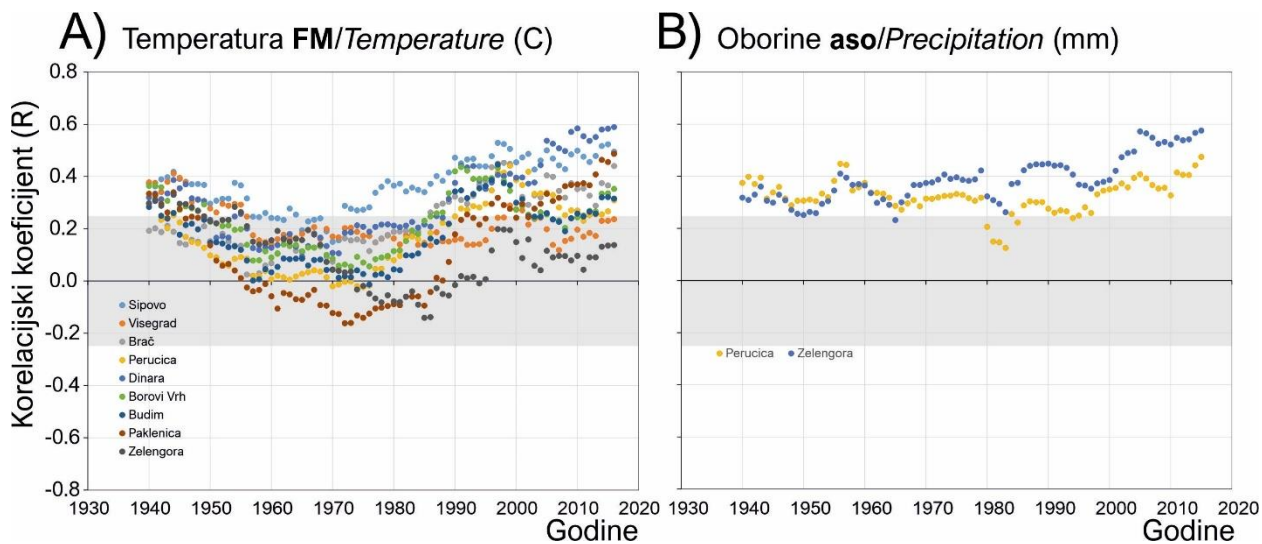 A) Temperatura FM/Temperature (C)
B) Oborine aso/Precipitation (mm)
Korelacijski koeficijent (R)
0.8
0.6
0.4
0.2
0.0
-0.2
-0.4
-0.6
-0.8
Sipovo
Visegrad
Brač
Perucica
Dinara
Borovi Vrh
Budim
Paklenica
Zelengora
1930 1940 1950 1960 1970 1980 1990 2000 2010 2020
Godine
Perucica Zelengora
1930 1940 1950 1960 1970 1980 1990 2000 2010 2020
Godine